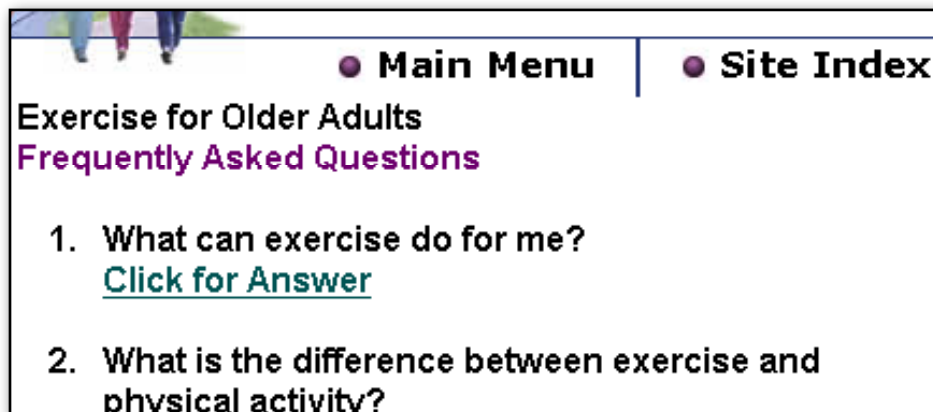 Main Menu
Site Index
Exercise for Older Adults
Frequently Asked Questions
1. What can exercise do for me?
Click for Answer
2. What is the difference between exercise and
physical activity?